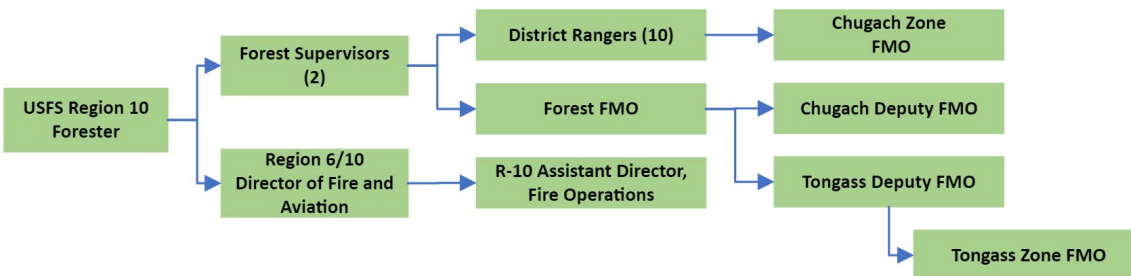 USFS Region 10
Forester
Forest Supervisors
(2)
Region 6/10
Director of Fire and
Aviation
District Rangers (10)
Forest FMO
R-10 Assistant Director,
Fire Operations
Chugach Zone
FMO
Chugach Deputy FMO
Tongass Deputy FMO
Tongass Zone FMO